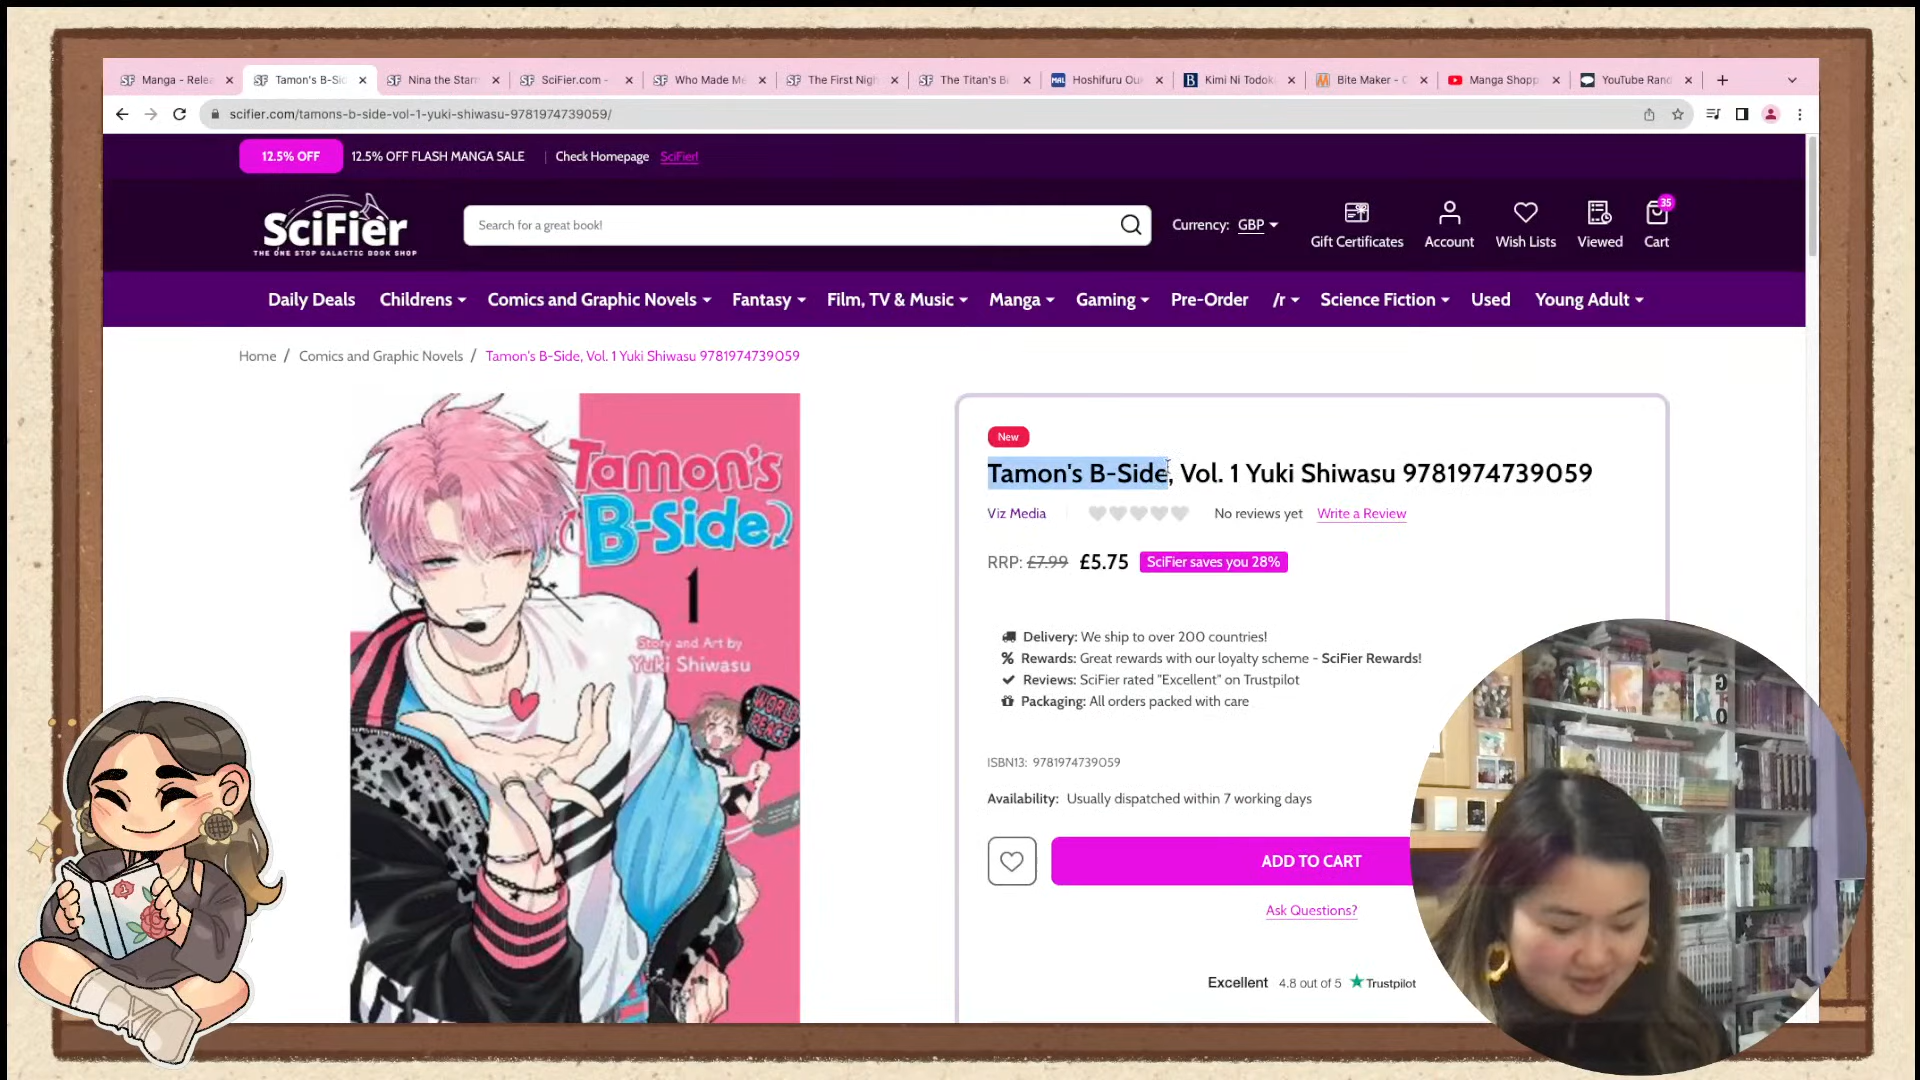 Manga - Relea
Tamon's B-Sid
Nina the Starr
SciFier.com -
Who Made Me
The First Nigh
The Titan's B
Hoshifuru Ouk
Kimi Ni Todok
Bite Maker - C
Manga Shopp
YouTube Rand
scifier.com/tamons-b-side-vol-1-yuki-shiwasu-9781974739059/
12.5% OFF
12.5% OFF FLASH MANGA SALE | Check Homepage SciFier!
SciFier
THE ONE STOP GALACTIC BOOK SHOP
Search for a great book!
Currency: GBP
Gift Certificates
Account
Wish Lists
Viewed
35
Cart
Daily Deals Childrens Comics and Graphic Novels Fantasy Film, TV & Music Manga Gaming Pre-Order /r Science Fiction Used Young Adult
Home / Comics and Graphic Novels / Tamon's B-Side, Vol. 1 Yuki Shiwasu 9781974739059
Tamon's
B-Side
1
Story and Art by
Yuki Shiwasu
WORLD
PEACE
New
Tamon's B-Side, Vol. 1 Yuki Shiwasu 9781974739059
Viz Media No reviews yet Write a Review
RRP: £7.99 £5.75 SciFier saves you 28%
Delivery: We ship to over 200 countries!
Rewards: Great rewards with our loyalty scheme - SciFier Rewards!
Reviews: SciFier rated "Excellent" on Trustpilot
Packaging: All orders packed with care
ISBN13: 9781974739059
Availability: Usually dispatched within 7 working days
ADD TO CART
Ask Questions?
Excellent 4.8 out of 5 Trustpilot